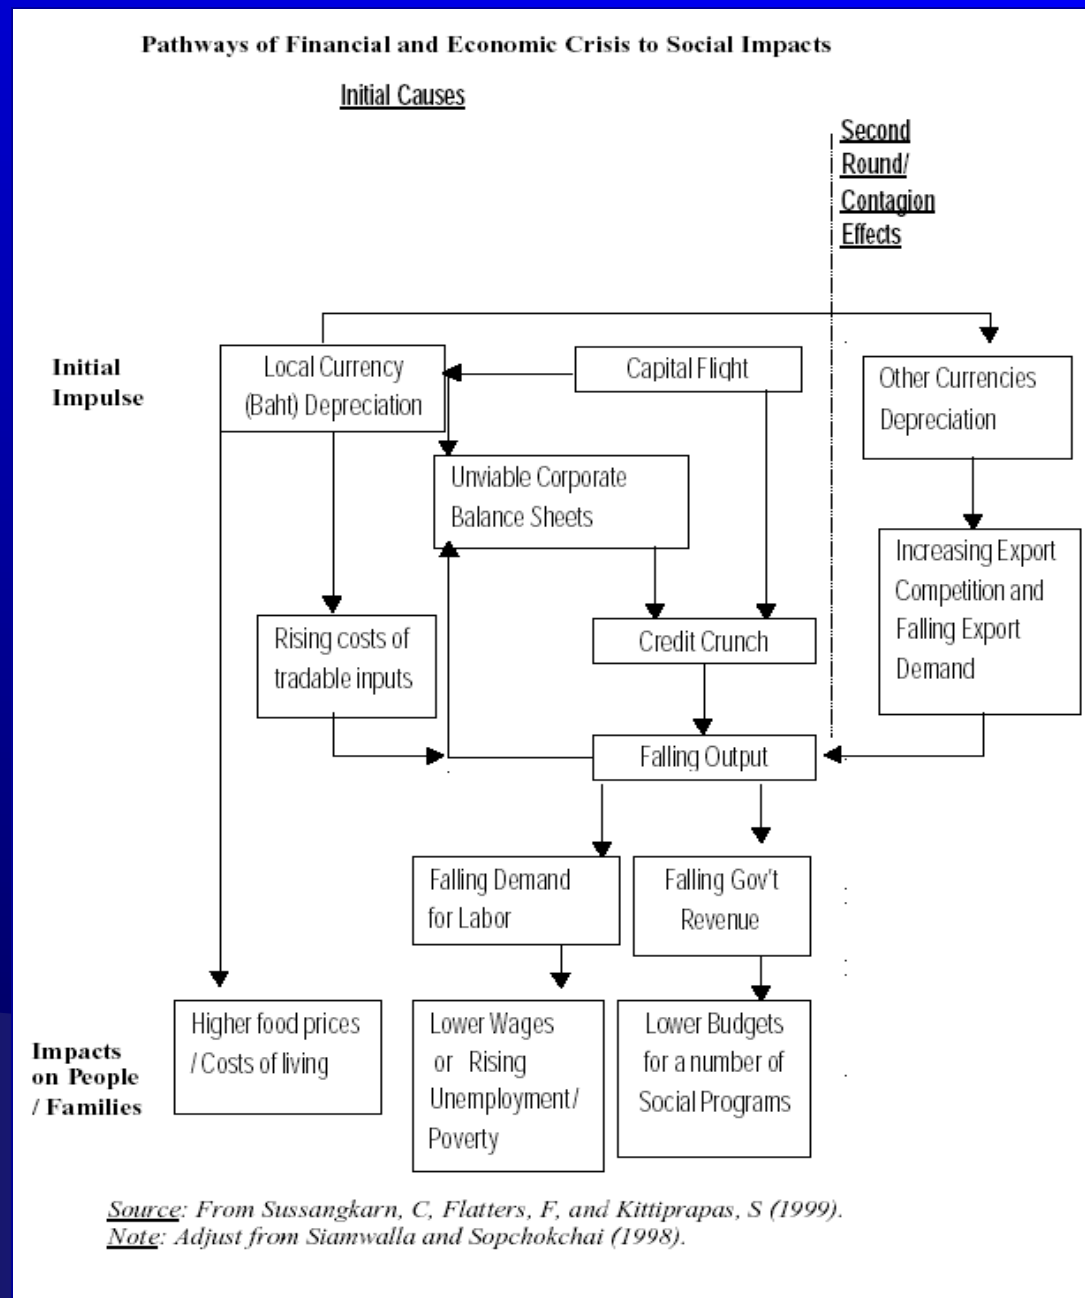 Pathways of Financial and Economic Crisis to Social Impacts
Initial Causes
Second
Round/
Contagion
Effects
Initial
Impulse
Local Currency
(Baht) Depreciation
Capital Flight
Other Currencies
Depreciation
Unviable Corporate
Balance Sheets
Increasing Export
Competition and
Falling Export
Demand
Rising costs of
tradable inputs
Credit Crunch
Falling Output
Falling Demand
for Labor
Falling Gov't
Revenue
Impacts
on People
/ Families
Higher food prices
/ Costs of living
Lower Wages
or Rising
Unemployment/
Poverty
Lower Budgets
for a number of
Social Programs
Source: From Sussangkarn, C, Flatters, F, and Kittiprapas, S (1999).
Note: Adjust from Siamwalla and Sopchokchai (1998).